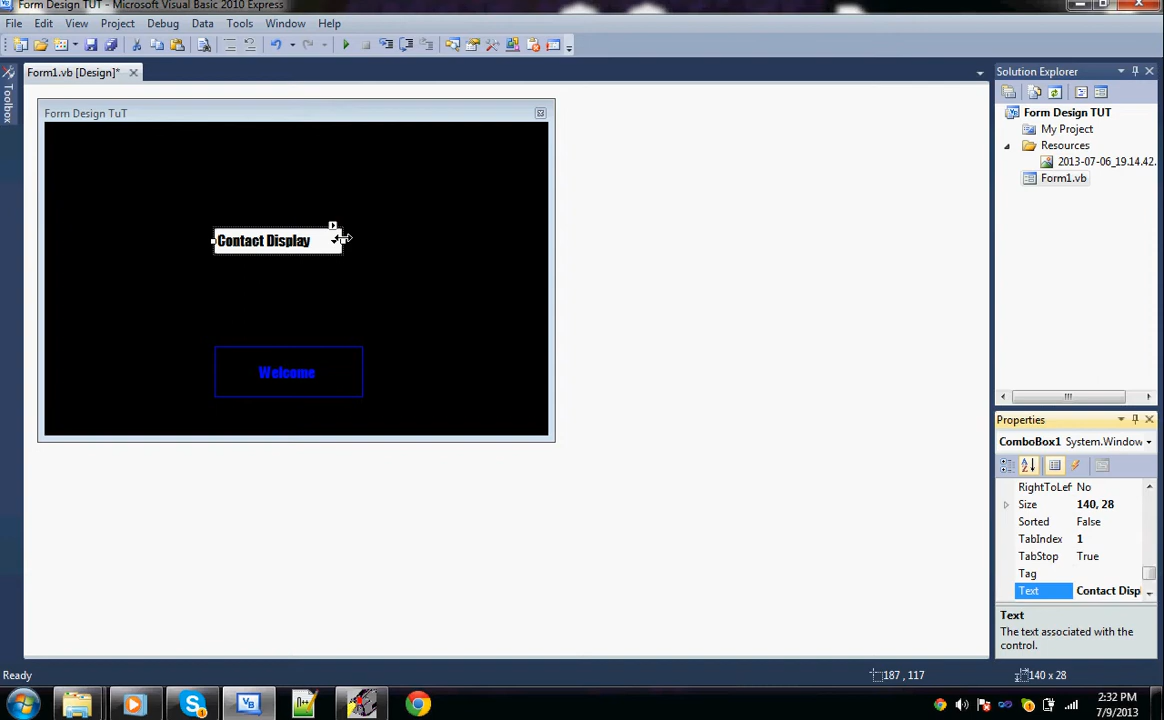 Form Design TUT - Microsoft Visual Basic 2010 Express
File Edit View Project Debug Data Tools Window Help
Form1.vb [Design]*
Toolbox
Form Design TuT
Contact Display
Welcome
Solution Explorer
Form Design TUT
My Project
Resources
2013-07-06_19.14.42.
Form1.vb
Properties
ComboBox1 System.Window
RightToLef No
Size 140, 28
Sorted False
TabIndex 1
TabStop True
Tag
Text Contact Disp
Text
The text associated with the
control.
Ready
187 , 117
140 x 28
2:32 PM
7/9/2013